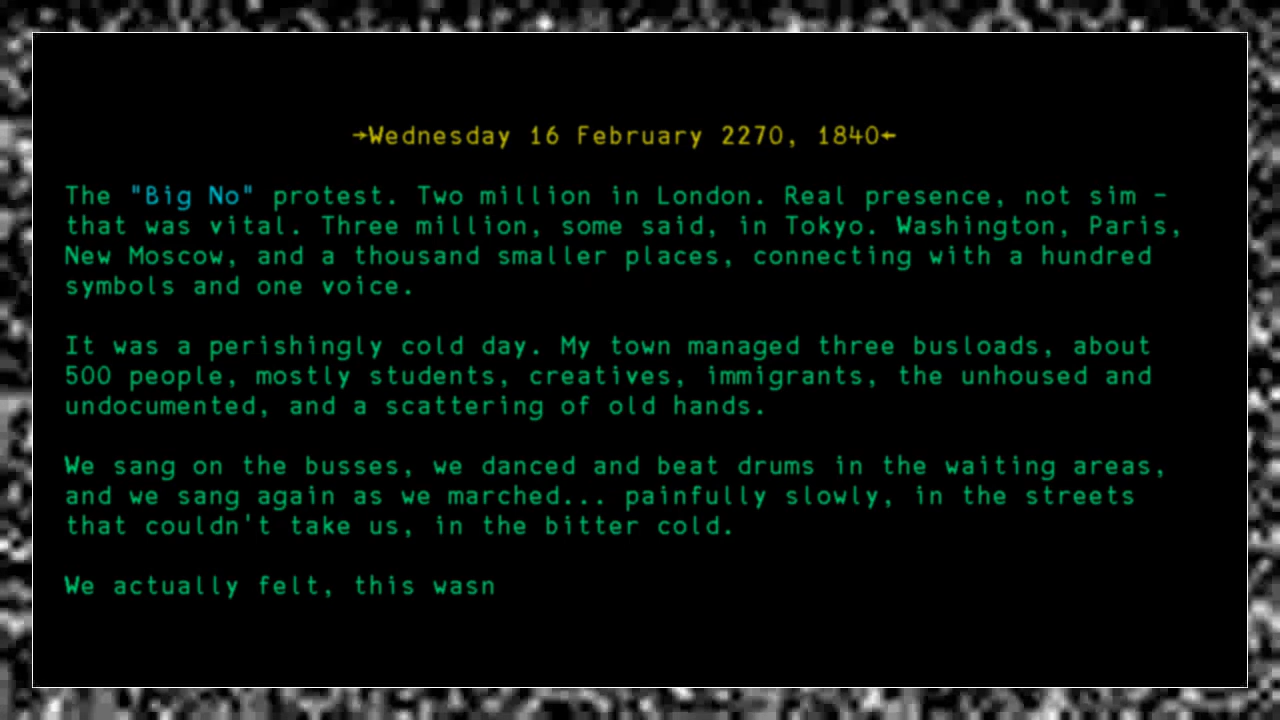 →Wednesday 16 February 2270, 1840←
The "Big No" protest. Two million in London. Real presence, not sim –
that was vital. Three million, some said, in Tokyo. Washington, Paris,
New Moscow, and a thousand smaller places, connecting with a hundred
symbols and one voice.
It was a perishingly cold day. My town managed three busloads, about
500 people, mostly students, creatives, immigrants, the unhoused and
undocumented, and a scattering of old hands.
We sang on the busses, we danced and beat drums in the waiting areas,
and we sang again as we marched... painfully slowly, in the streets
that couldn't take us, in the bitter cold.
We actually felt, this wasn